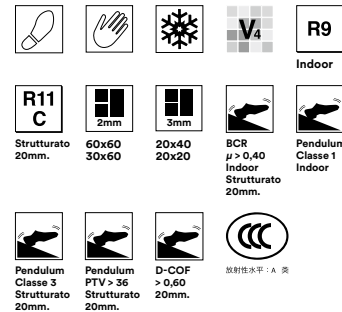 V4
R9
Indoor
R11
C
Strutturato
20mm.
2mm
60x60
30x60
3mm
20x40
20x20
BCR
μ > 0,40
Indoor
Strutturato
20mm.
Pendulum
Classe 1
Indoor
Pendulum
Classe 3
Strutturato
20mm.
Pendulum
PTV > 36
Strutturato
20mm.
D-COF
> 0,60
20mm.
CCC
放射性水平：A 类